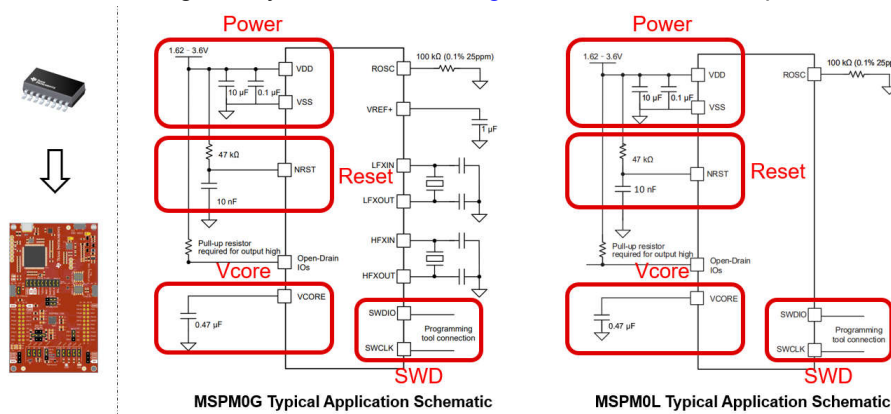 Power
1.62 - 3.6V
VDD
10 µF
0.1 µF
VSS
47 kΩ
NRST
Reset
10 nF
Pull-up resistor
required for output high
Open-Drain
IOs
Vcore
VCORE
0.47 µF
ROSC
100 kΩ (0.1% 25ppm)
VREF+
1 µF
LFXIN
LFXOUT
HFXIN
HFXOUT
SWDIO
Programming
tool connection
SWCLK
SWD
MSPM0G Typical Application Schematic
Power
1.62 - 3.6V
VDD
10 µF
0.1 µF
VSS
47 kΩ
NRST
Reset
10 nF
Pull-up resistor
required for output high
Open-Drain
IOs
Vcore
VCORE
0.47 µF
ROSC
100 kΩ (0.1% 25ppm)
SWDIO
Programming
tool connection
SWCLK
SWD
MSPM0L Typical Application Schematic